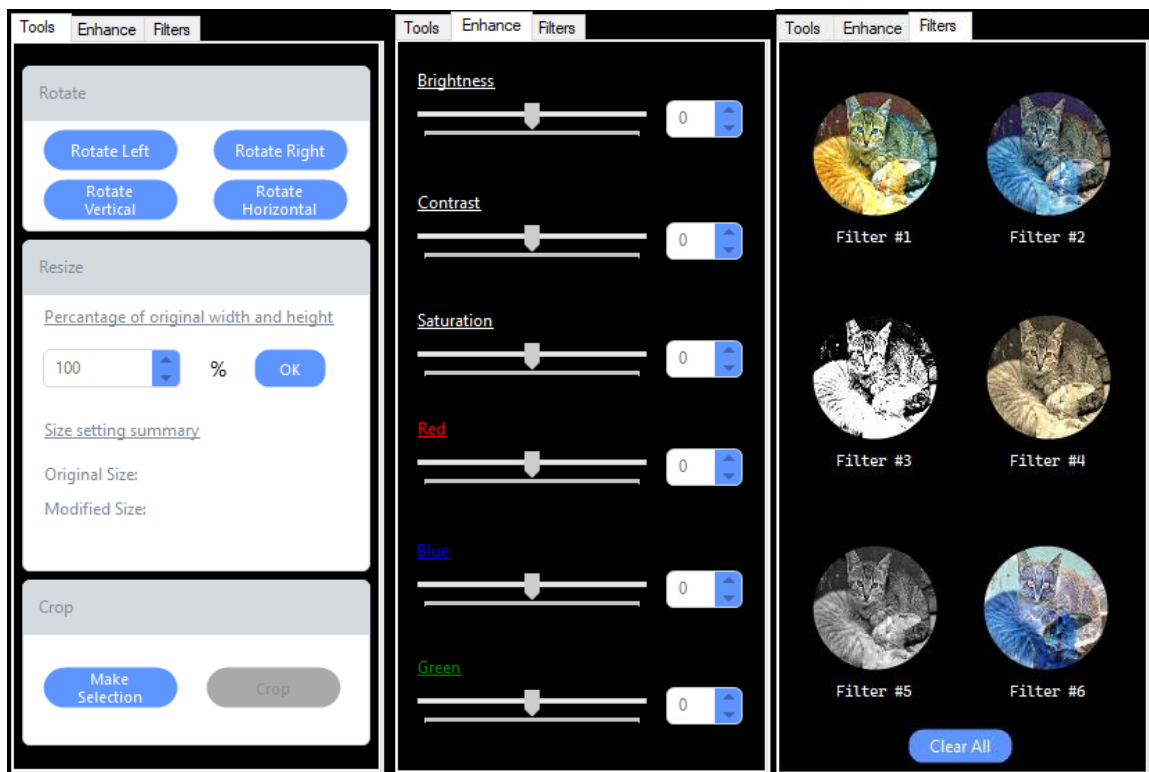 Tools Enhance Filters
Rotate
Rotate Left Rotate Right
Rotate Vertical Rotate Horizontal
Resize
Percentage of original width and height
100 % OK
Size setting summary
Original Size:
Modified Size:
Crop
Make Selection Crop
Tools Enhance Filters
Brightness
0
Contrast
0
Saturation
0
Red
0
Blue
0
Green
0
Tools Enhance Filters
Filter #1 Filter #2
Filter #3 Filter #4
Filter #5 Filter #6
Clear All